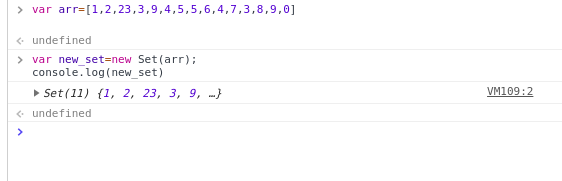 var arr=[1,2,23,3,9,4,5,5,6,4,7,3,8,9,0]
undefined
var new_set=new Set(arr);
console.log(new_set)
Set(11) {1, 2, 23, 3, 9, …} VM109:2
undefined